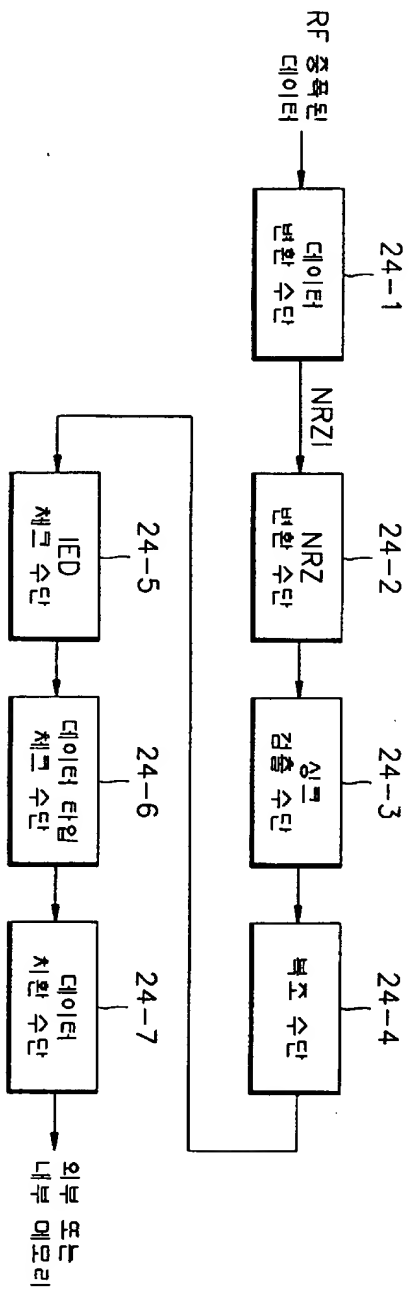 RF 증폭된
데이터
24-1
데이터
변환 수단
NRZI
24-2
NRZ
변환 수단
24-3
싱크
검출 수단
24-4
복조 수단
24-5
IED
체크 수단
24-6
데이터 타임
체크 수단
24-7
데이터
치환 수단
외부 또는
내부 메모리